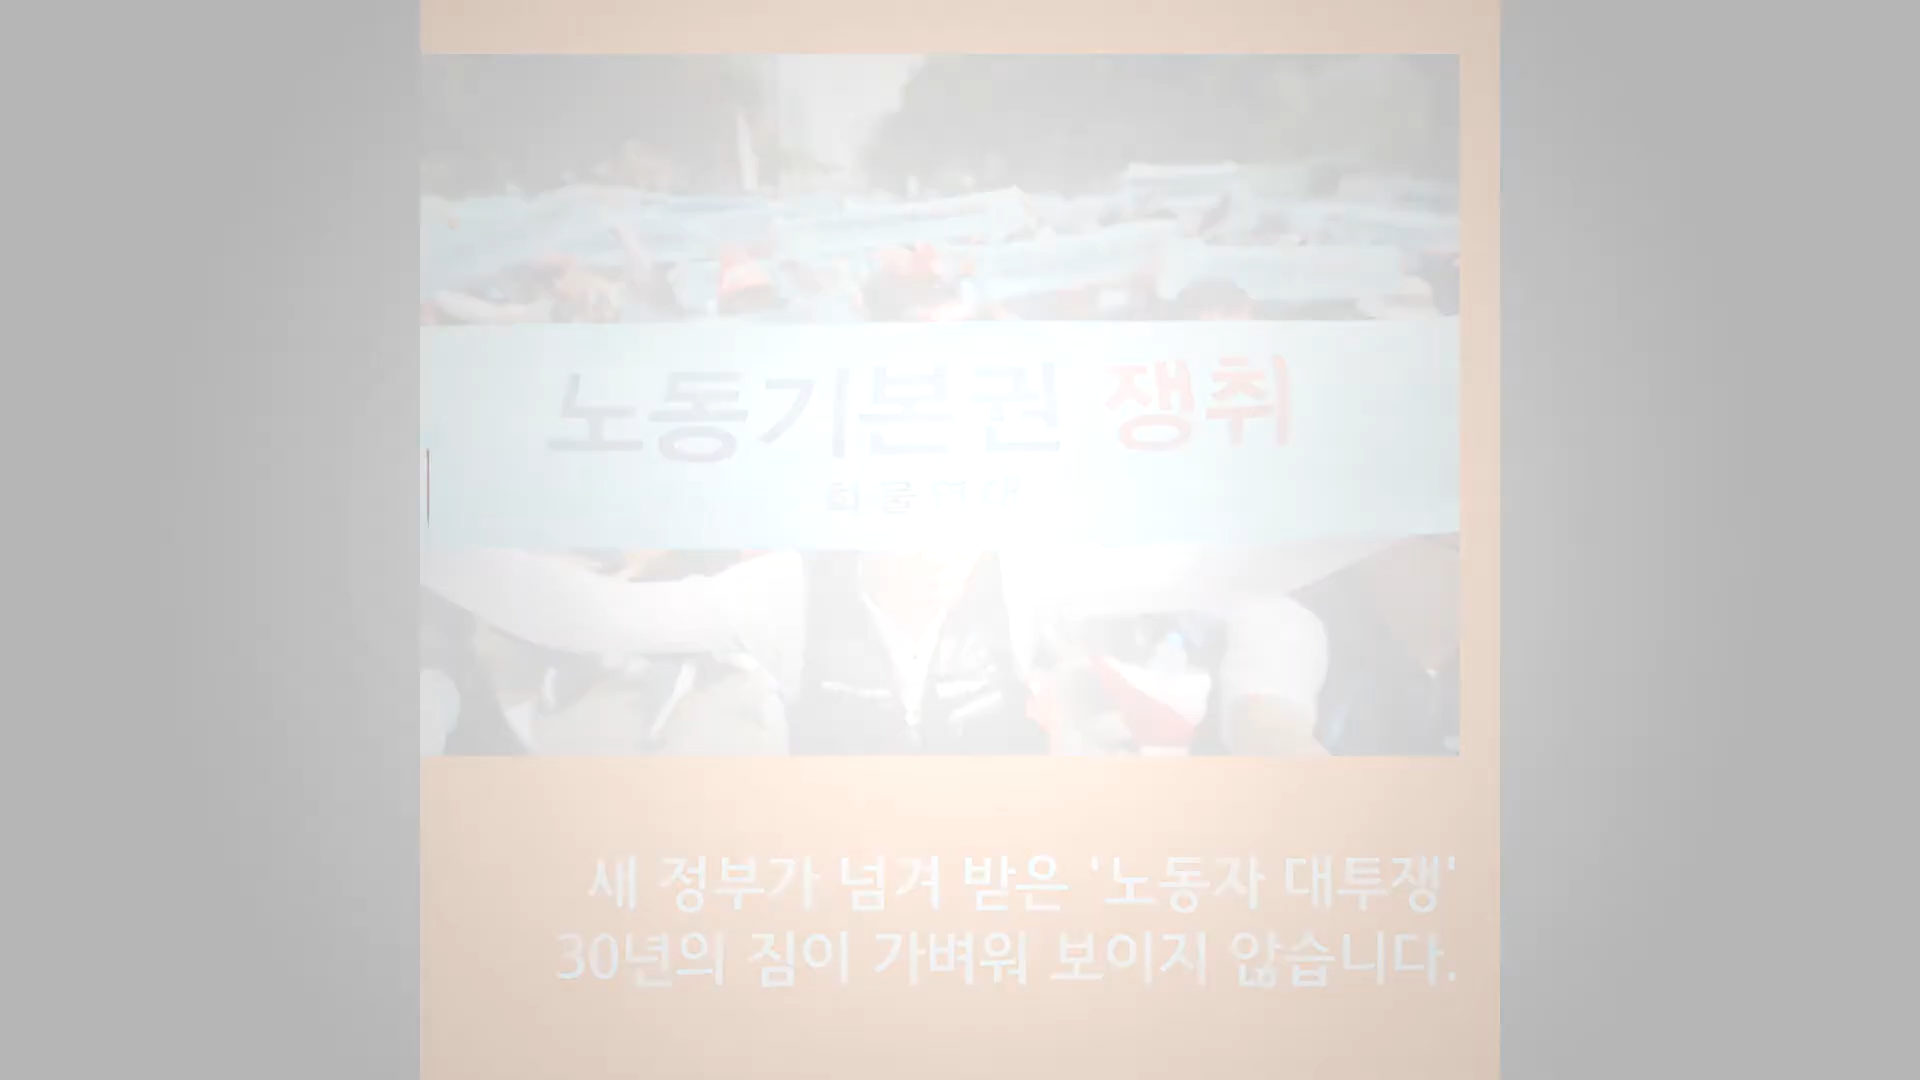 노동기본권 쟁취
새 정부가 넘겨 받은 '노동자 대투쟁'
30년의 짐이 가벼워 보이지 않습니다.